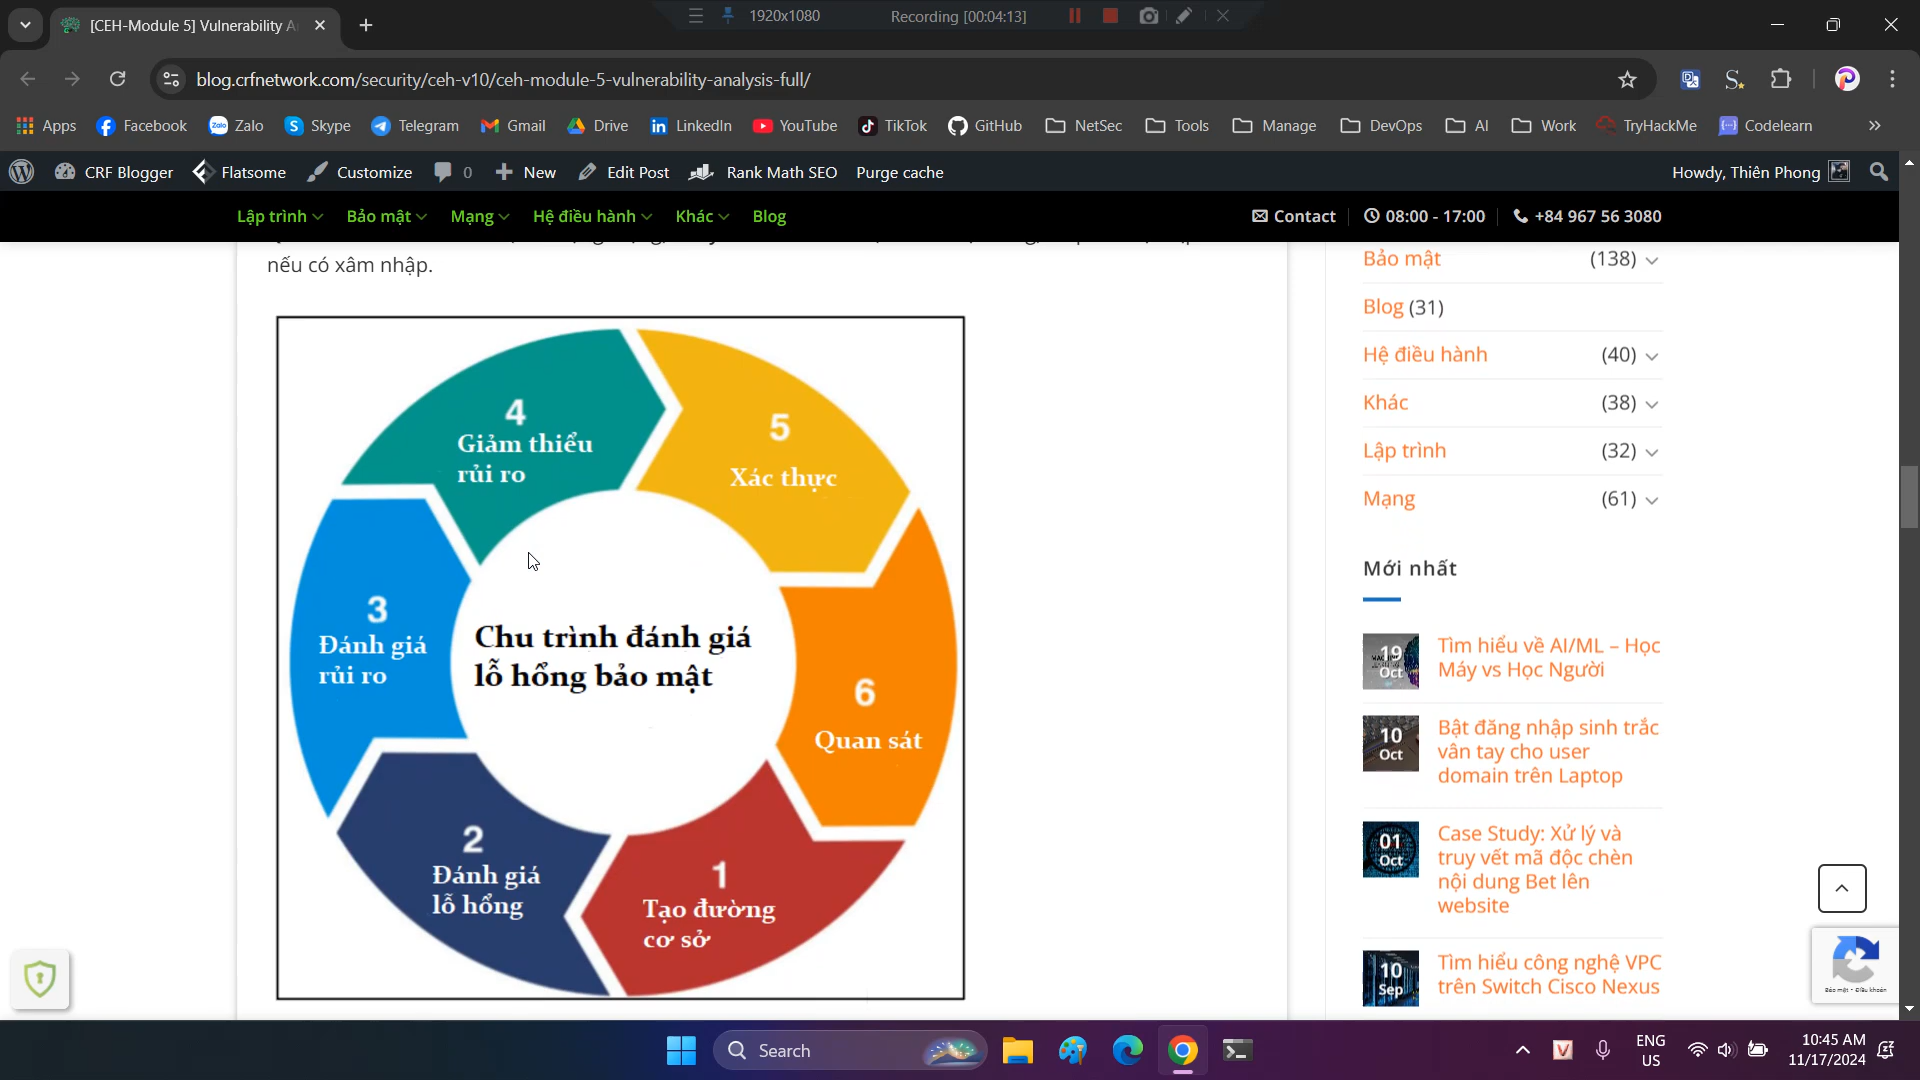 [CEH-Module 5] Vulnerability A
1920x1080
Recording [00:04:13]
blog.crfnetwork.com/security/ceh-v10/ceh-module-5-vulnerability-analysis-full/
Apps Facebook Zalo Skype Telegram Gmail Drive LinkedIn YouTube TikTok GitHub NetSec Tools Manage DevOps AI Work TryHackMe Codelearn
CRF Blogger Flatsome Customize 0 New Edit Post Rank Math SEO Purge cache Howdy, Thiên Phong
Lập trình Bảo mật Mạng Hệ điều hành Khác Blog Contact 08:00 - 17:00 +84 967 56 3080
nếu có xâm nhập.
4
Giảm thiểu
rủi ro
5
Xác thực
3
Đánh giá
rủi ro
Chu trình đánh giá
lỗ hổng bảo mật
6
Quan sát
2
Đánh giá
lỗ hổng
1
Tạo đường
cơ sở
Bảo mật (138)
Blog (31)
Hệ điều hành (40)
Khác (38)
Lập trình (32)
Mạng (61)
Mới nhất
19
Oct
Tìm hiểu về AI/ML – Học
Máy vs Học Người
10
Oct
Bật đăng nhập sinh trắc
vân tay cho user
domain trên Laptop
01
Oct
Case Study: Xử lý và
truy vết mã độc chèn
nội dung Bet lên
website
10
Sep
Tìm hiểu công nghệ VPC
trên Switch Cisco Nexus
Bảo mật - Điều khoản
Search
ENG
US
10:45 AM
11/17/2024